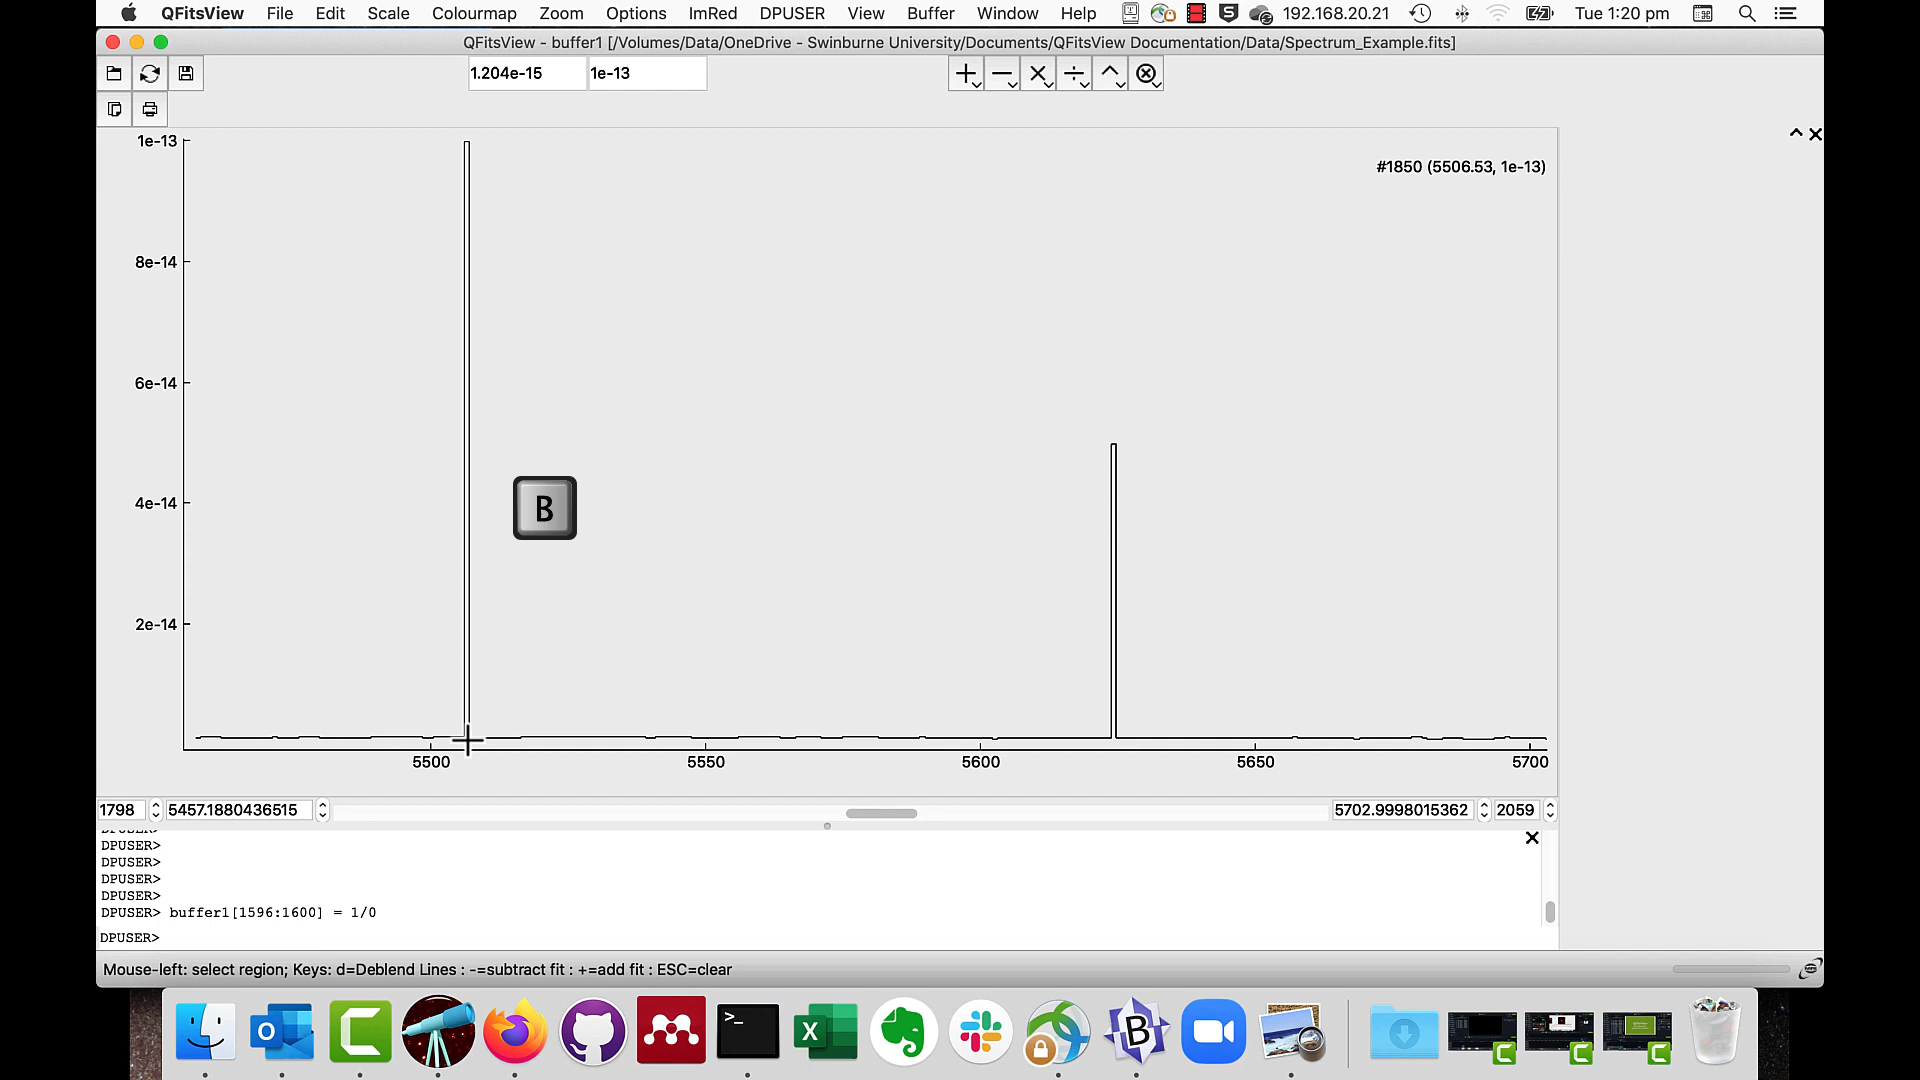 QFitsView File Edit Scale Colourmap Zoom Options ImRed DPUSER View Buffer Window Help 192.168.20.21 Tue 1:20 pm
QFitsView - buffer1 [/Volumes/Data/OneDrive - Swinburne University/Documents/QFitsView Documentation/Data/Spectrum_Example.fits]
1.204e-15 1e-13
1e-13
#1850 (5506.53, 1e-13)
8e-14
6e-14
4e-14
B
2e-14
5500 5550 5600 5650 5700
1798 5457.1880436515 5702.9998015362 2059
DPUSER>
DPUSER>
DPUSER>
DPUSER>
DPUSER>
DPUSER> buffer1[1596:1600] = 1/0
DPUSER>
Mouse-left: select region; Keys: d=Deblend Lines : -=subtract fit : +=add fit : ESC=clear